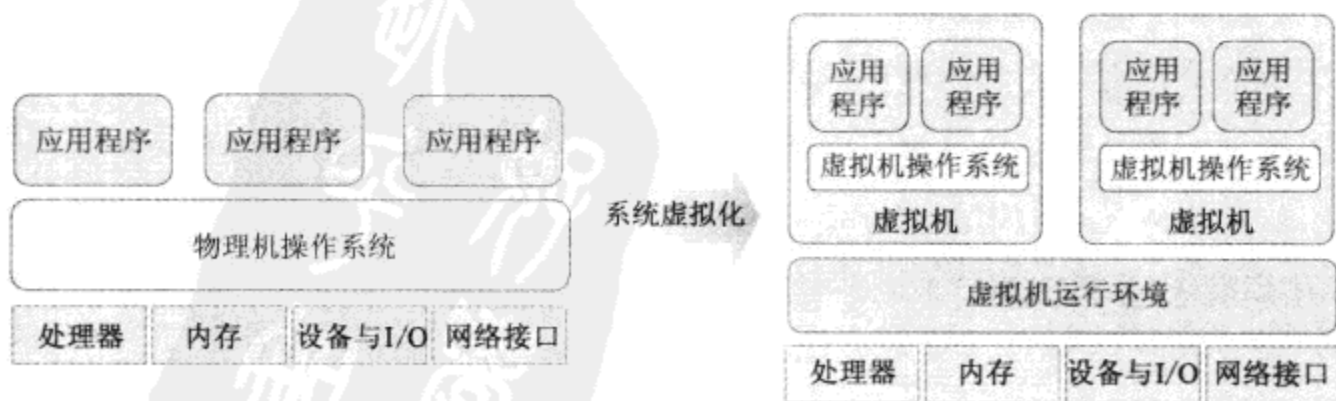 应用程序
应用程序
应用程序
物理机操作系统
处理器
内存
设备与I/O
网络接口
系统虚拟化
应用
程序
应用
程序
虚拟机操作系统
虚拟机
应用
程序
应用
程序
虚拟机操作系统
虚拟机
虚拟机运行环境
处理器
内存
设备与I/O
网络接口